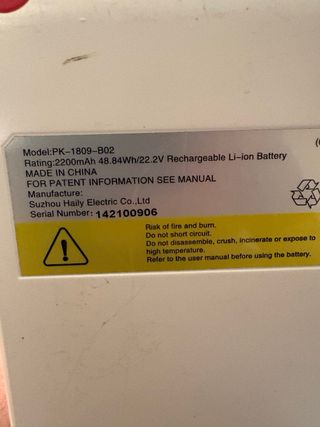 Model:PK-1809-B02
Rating:2200mAh 48.84Wh/22.2V Rechargeable Li-ion Battery
MADE IN CHINA
FOR PATENT INFORMATION SEE MANUAL
Manufacture:
Suzhou Haily Electric Co.,Ltd
Serial Number: 142100906
Risk of fire and burn.
Do not short circuit.
Do not disassemble, crush, incinerate or expose to
high temperature.
Refer to the user manual before using the battery.